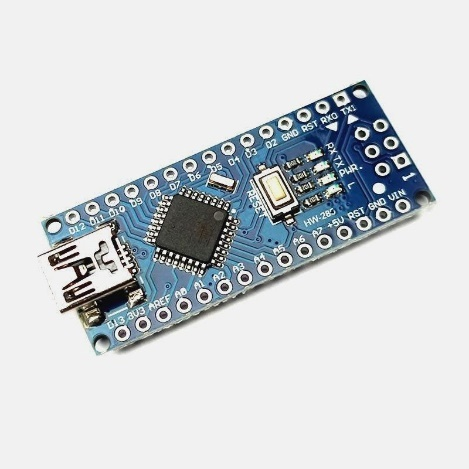 D12 D11 D10 D9 D8 D7 D6 D5 D4 D3 D2 GND RST RX0 TX1
RX TX PWR L
RST
1
HW-280
D13 3V3 AREF A0 A1 A2 A3 A4 A5 A6 A7 +5V RST GND VIN